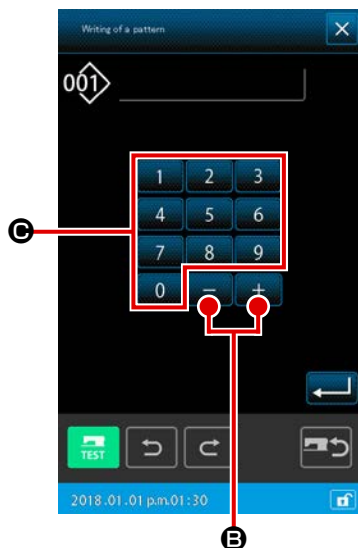 Writing of a pattern
001
1 2 3
4 5 6
C
7 8 9
0 − +
TEST
2018.01.01 p.m.01:30
B